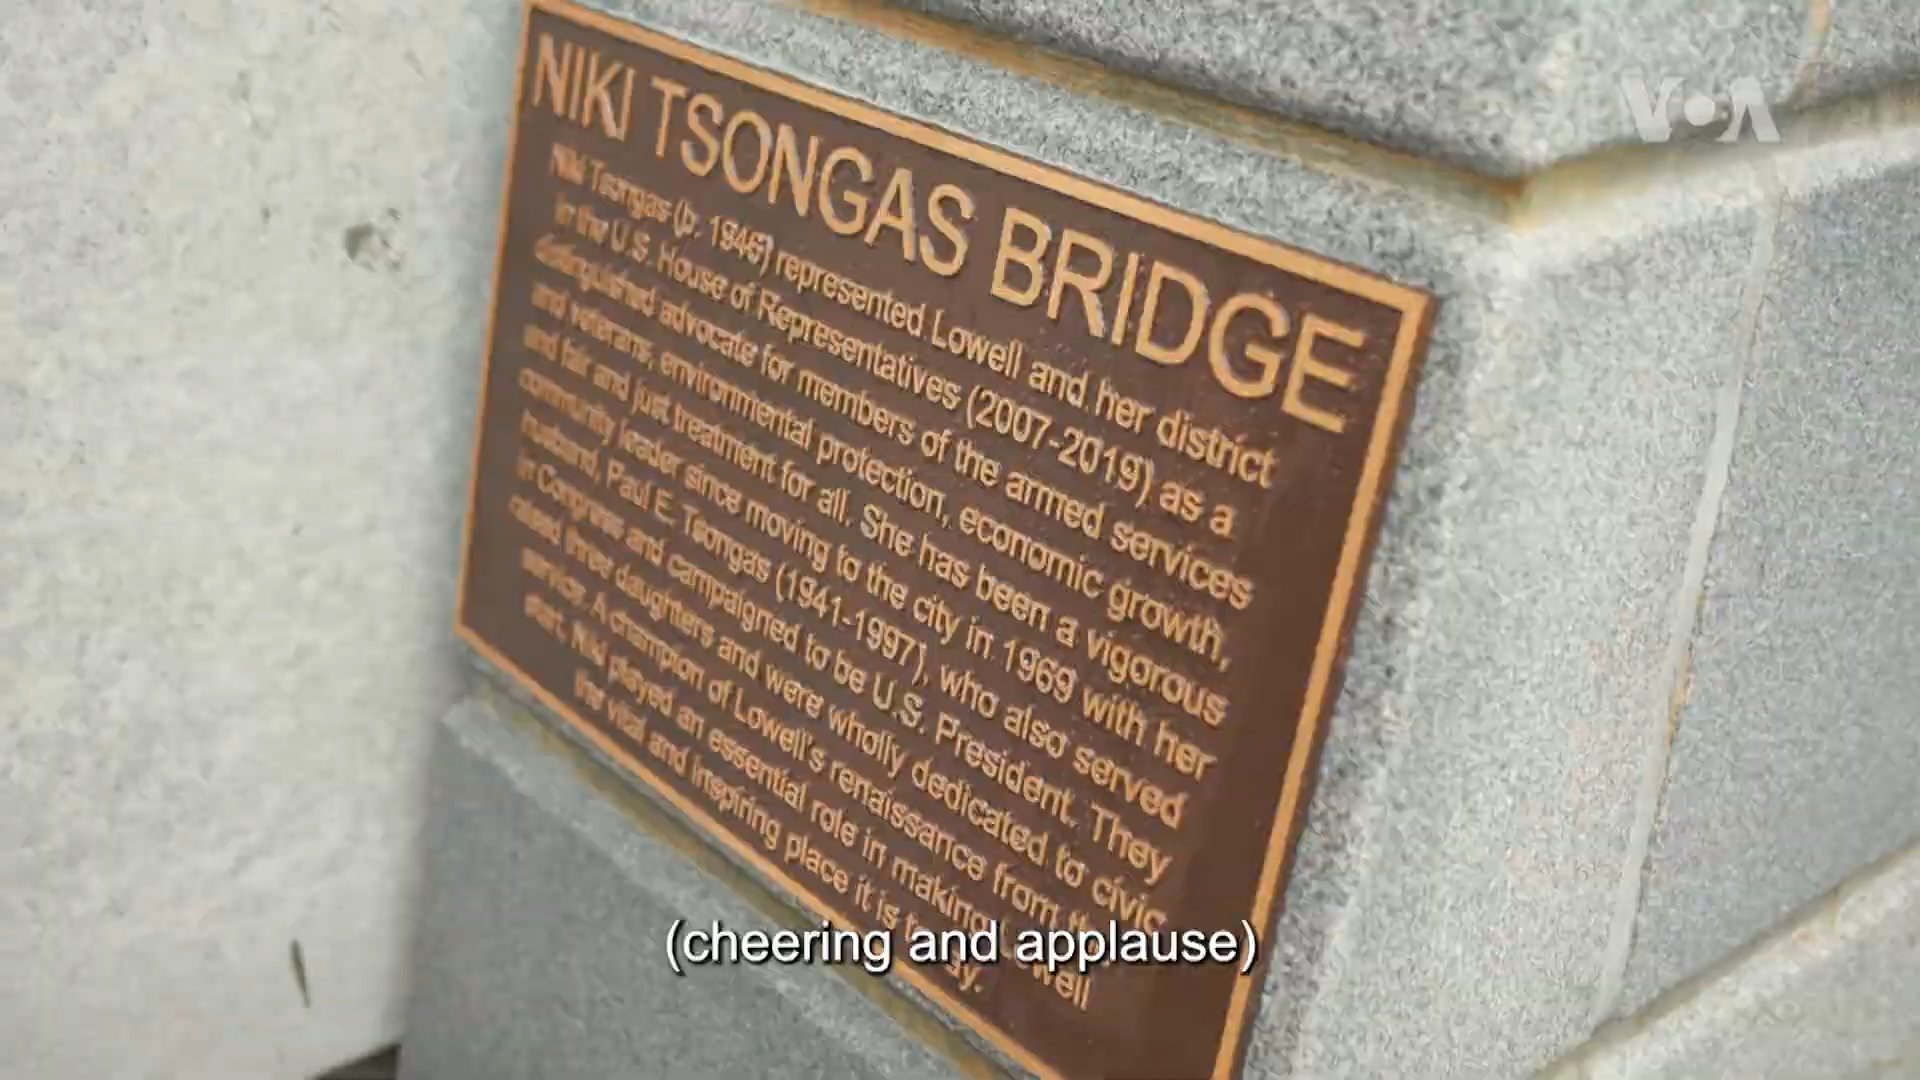 VOA
NIKI TSONGAS BRIDGE
Niki Tsongas (b. 1946) represented Lowell and her district
in the U.S. House of Representatives (2007-2019) as a
distinguished advocate for members of the armed services
and veterans, environmental protection, economic growth,
and fair and just treatment for all. She has been a vigorous
community leader since moving to the city in 1969 with her
husband, Paul E. Tsongas (1941-1997), who also served
in Congress and campaigned to be U.S. President. They
raised three daughters and were wholly dedicated to civic
service. A champion of Lowell's renaissance from the
start, Niki played an essential role in making Lowell
the vital and inspiring place it is today.
(cheering and applause)